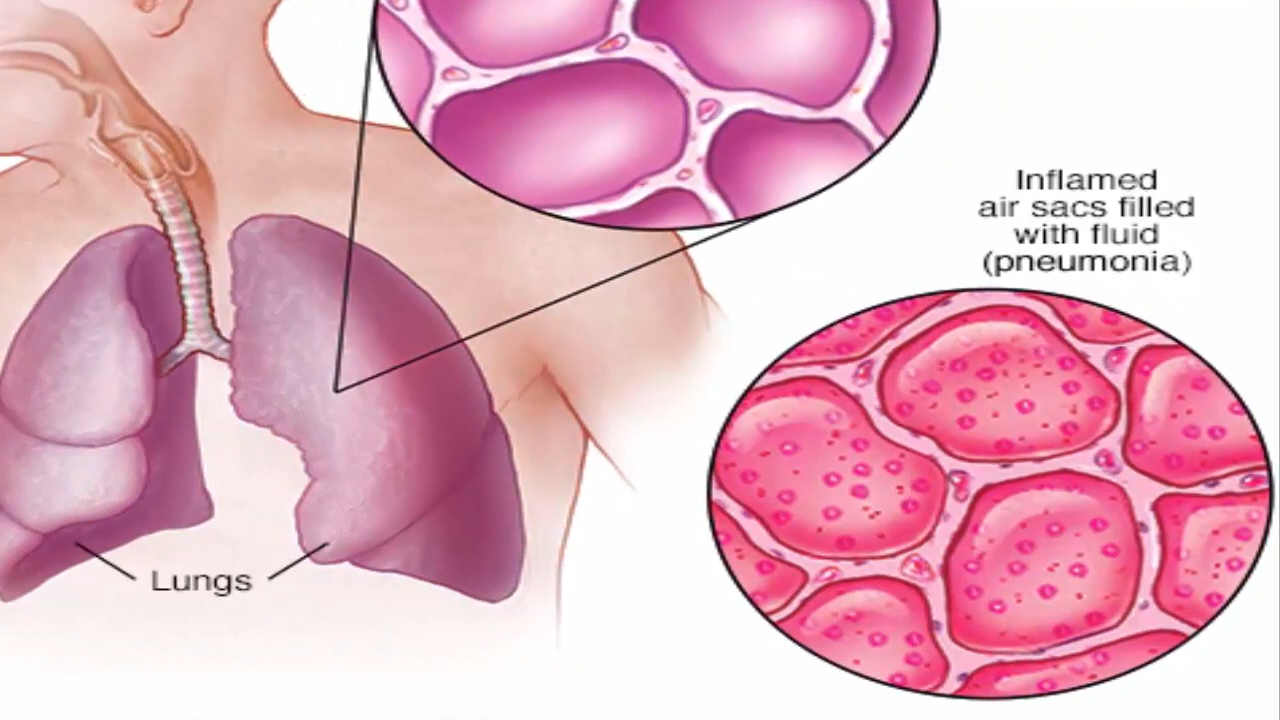 Inflamed
air sacs filled
with fluid
(pneumonia)
Lungs